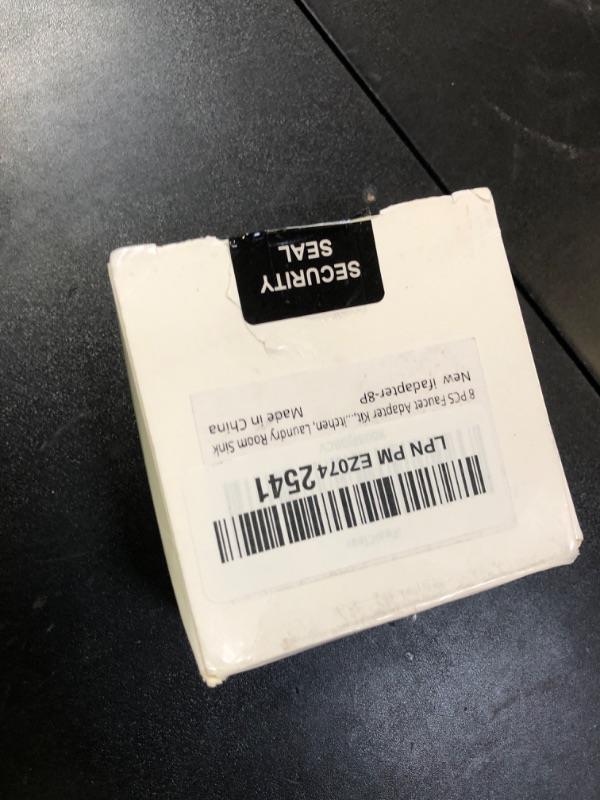 SECURITY
SEAL
LPN PM EZ0742541
8 PCS Faucet Adapter Kit,...itchen, Laundry Room Sink
New ifadapter-8P
Made in China